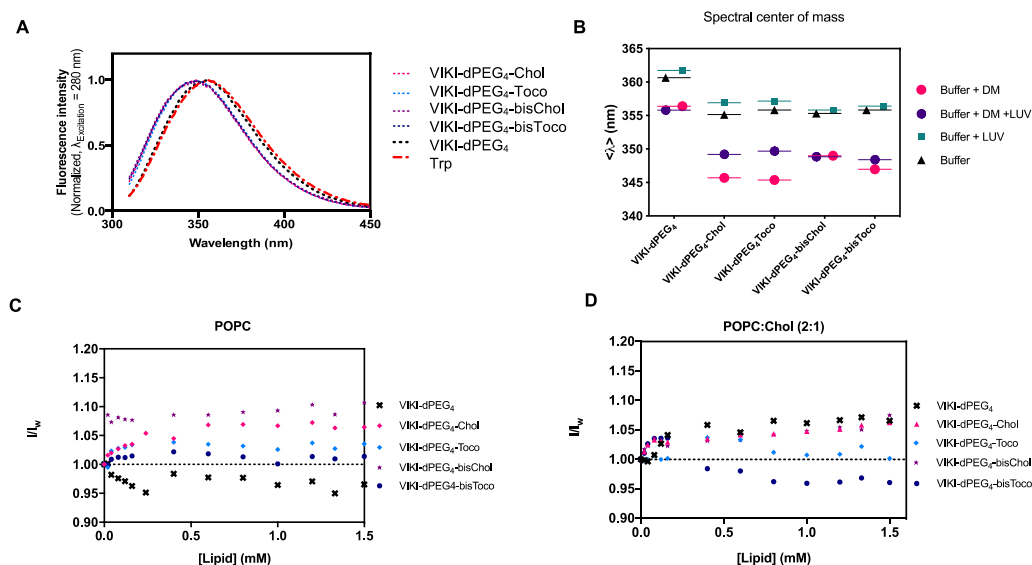 A
Fluorescence intensity
(Normalized, λExcitation = 280 nm)
1.0
0.5
0.0
300
350
400
450
Wavelength (nm)
VIKI-dPEG4-Chol
VIKI-dPEG4-Toco
VIKI-dPEG4-bisChol
VIKI-dPEG4-bisToco
VIKI-dPEG4
Trp
B
Spectral center of mass
<λ> (nm)
365
360
355
350
345
340
VIKI-dPEG4
VIKI-dPEG4-Chol
VIKI-dPEG4Toco
VIKI-dPEG4-bisChol
VIKI-dPEG4-bisToco
Buffer + DM
Buffer + DM +LUV
Buffer + LUV
Buffer
C
POPC
I/Iw
1.20
1.15
1.10
1.05
1.00
0.95
0.90
0.0
0.5
1.0
1.5
[Lipid] (mM)
VIKI-dPEG4
VIKI-dPEG4-Chol
VIKI-dPEG4-Toco
VIKI-dPEG4-bisChol
VIKI-dPEG4-bisToco
D
POPC:Chol (2:1)
I/Iw
1.20
1.15
1.10
1.05
1.00
0.95
0.90
0.0
0.5
1.0
1.5
[Lipid] (mM)
VIKI-dPEG4
VIKI-dPEG4-Chol
VIKI-dPEG4-Toco
VIKI-dPEG4-bisChol
VIKI-dPEG4-bisToco